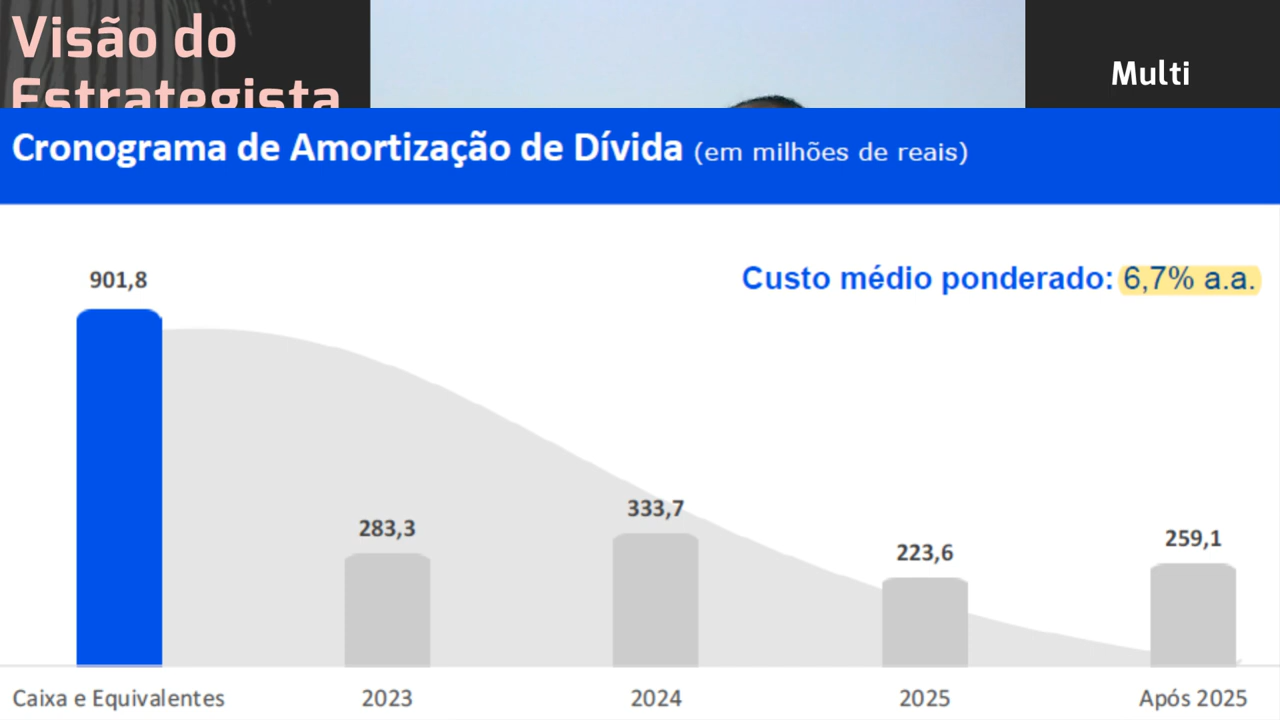 Visão do
Estrategista
Multi
Cronograma de Amortização de Dívida (em milhões de reais)
901,8
Custo médio ponderado: 6,7% a.a.
283,3
333,7
223,6
259,1
Caixa e Equivalentes
2023
2024
2025
Após 2025